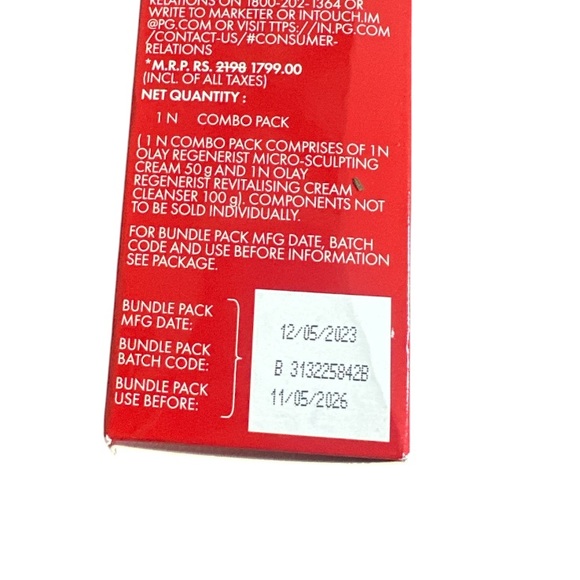 RELATIONS ON 1800-202-1364 OR
WRITE TO MARKETER OR INTOUCH.IM
@PG.COM OR VISIT TTPS://IN.PG.COM
/CONTACT-US/#CONSUMER-
RELATIONS
*M.R.P. RS. 2198 1799.00
(INCL. OF ALL TAXES)
NET QUANTITY :
1 N COMBO PACK
( 1 N COMBO PACK COMPRISES OF 1N
OLAY REGENERIST MICRO-SCULPTING
CREAM 50 g AND 1N OLAY
REGENERIST REVITALISING CREAM
CLEANSER 100 g). COMPONENTS NOT
TO BE SOLD INDIVIDUALLY.
FOR BUNDLE PACK MFG DATE, BATCH
CODE AND USE BEFORE INFORMATION
SEE PACKAGE.
BUNDLE PACK
MFG DATE:
12/05/2023
BUNDLE PACK
BATCH CODE:
B 313225842B
BUNDLE PACK
USE BEFORE:
11/05/2026